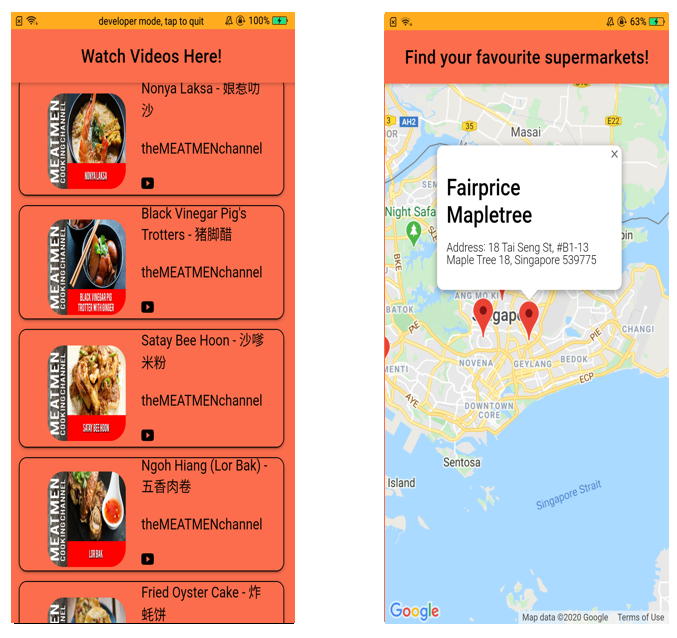 developer mode, tap to quit
100%
Watch Videos Here!
Nonya Laksa - 娘惹叻
沙
theMEATMENchannel
MEATMEN
COOKINGCHANNEL
NONYA LAKSA
Black Vinegar Pig's
Trotters - 猪脚醋
theMEATMENchannel
MEATMEN
COOKINGCHANNEL
BLACK VINEGAR PIG
TROTTER WITH GINGER
Satay Bee Hoon - 沙嗲
米粉
theMEATMENchannel
MEATMEN
COOKINGCHANNEL
SATAY BEE HOON
Ngoh Hiang (Lor Bak) -
五香肉卷
theMEATMENchannel
MEATMEN
COOKINGCHANNEL
LOR BAK
Fried Oyster Cake - 炸
蚝饼
63%
Find your favourite supermarkets!
3
AH2
35
E22
Masai
Fairprice
Mapletree
Address: 18 Tai Seng St, #B1-13
Maple Tree 18, Singapore 539775
Night Safa
BKE
ANG MO KI
BATOK
PIE
CHANGI
NOVENA
GEYLANG
BEDOK
ECP
AYE
DOWNTOWN
CORE
Sentosa
Island
Singapore Strait
Google
Map data ©2020 Google
Terms of Use